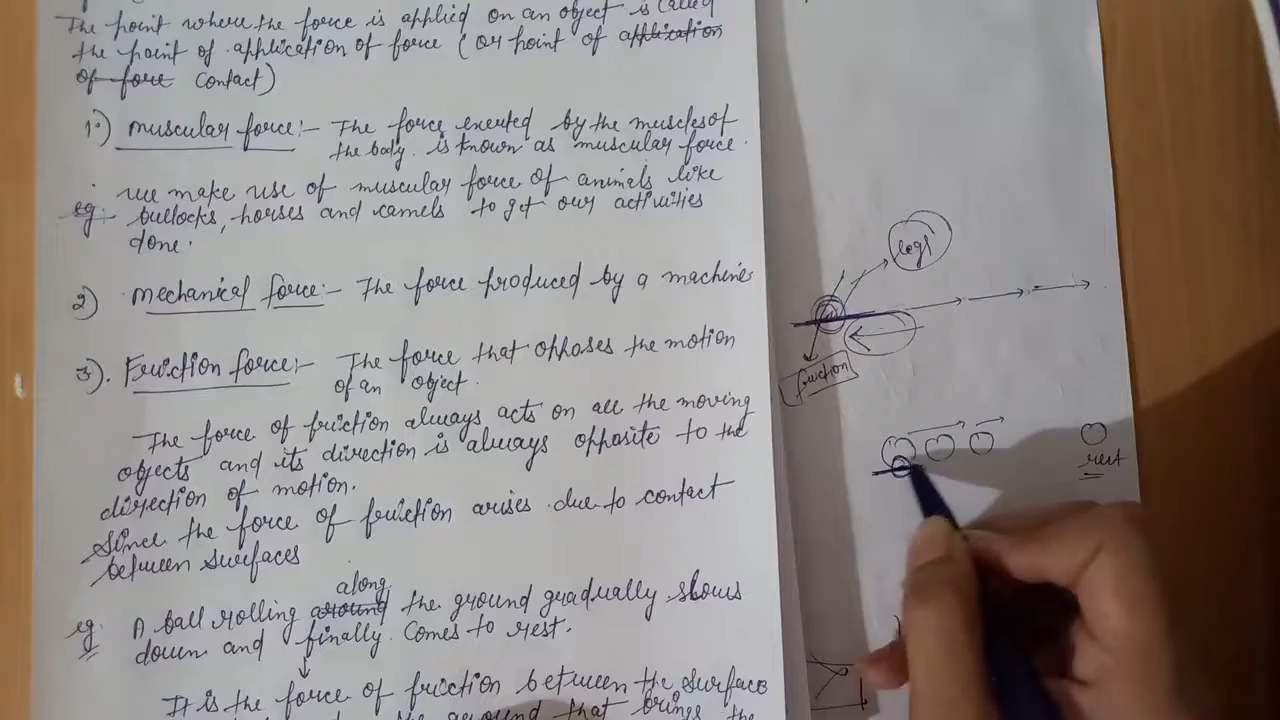 The point where the force is applied on an object is called
the point of application of force (or point of application
of force contact)
1.) muscular force:- The force exerted by the muscles of
the body is known as muscular force.
eg:- we make use of muscular force of animals like
bullocks, horses and camels to get our activities
done.
2) mechanical force:- The force produced by a machine
3). Friction force:- The force that opposes the motion
of an object.
The force of friction always acts on all the moving
objects and its direction is always opposite to the
direction of motion.
Since the force of friction arises due to contact
between surfaces
along
eg. A ball rolling around the ground gradually slows
down and finally comes to rest.
It is the force of friction between the surface
the ground that brings the
legs
friction
rest